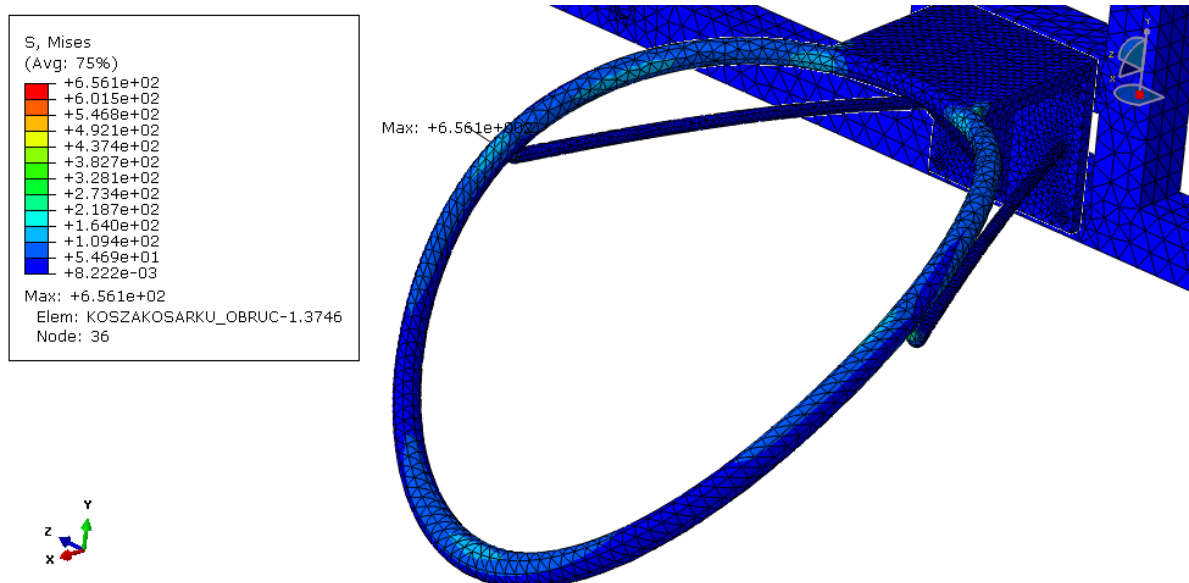 S, Mises
(Avg: 75%)
+6.561e+02
+6.015e+02
+5.468e+02
+4.921e+02
+4.374e+02
+3.827e+02
+3.281e+02
+2.734e+02
+2.187e+02
+1.640e+02
+1.094e+02
+5.469e+01
+8.222e-03
Max: +6.561e+02
Elem: KOSZAKOSARKU_OBRUC-1.3746
Node: 36
Max: +6.561e+002
Y
Z
X
Y
Z
X